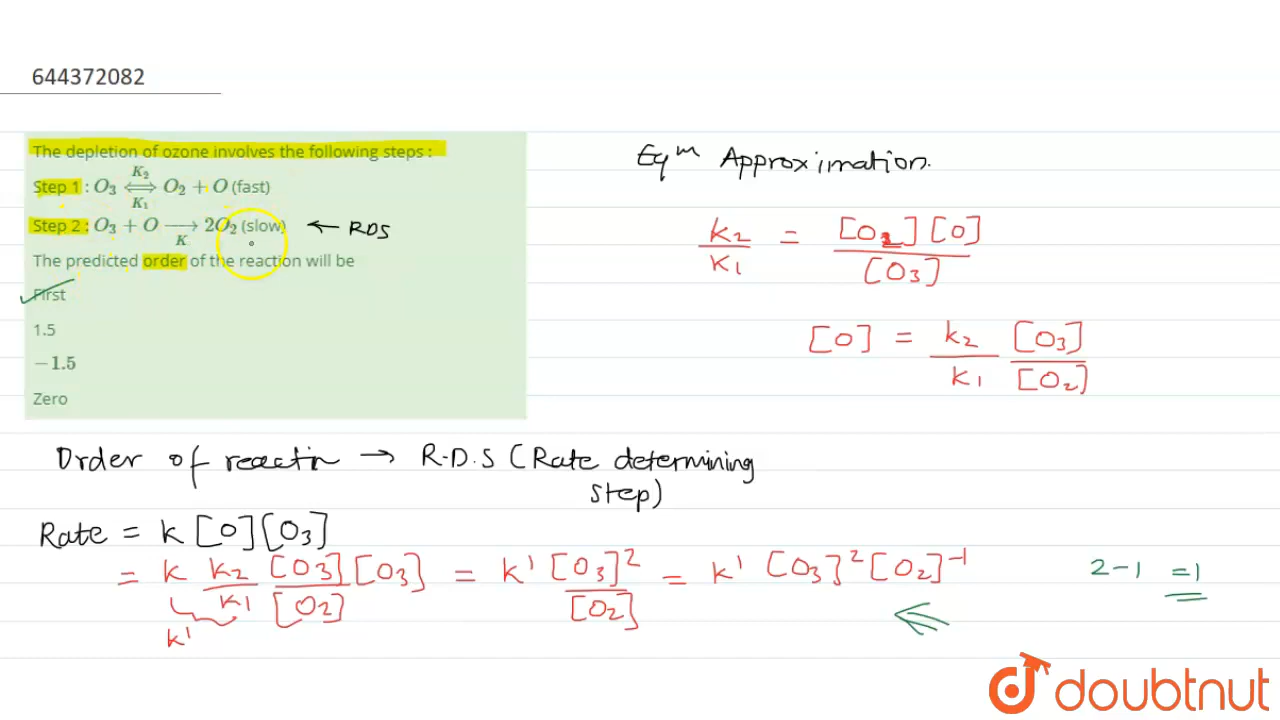 644372082
The depletion of ozone involves the following steps :
Step 1 : O₃ ⇌ O₂ + O (fast)
K₂
K₁
Step 2 : O₃ + O ⟶ 2O₂ (slow) ← RDS
K
The predicted order of the reaction will be
First
1.5
−1.5
Zero
Eqᵐ Approximation.
K₂/K₁ = [O₂][O]/[O₃]
[O] = K₂/K₁ [O₃]/[O₂]
Order of reactn → R.D.S (Rate determining
step)
Rate = K[O][O₃]
= K K₂/K₁ [O₃]/[O₂] [O₃] = K' [O₃]²/[O₂] = K' [O₃]²[O₂]⁻¹ 2-1 =1
K'
doubtnut